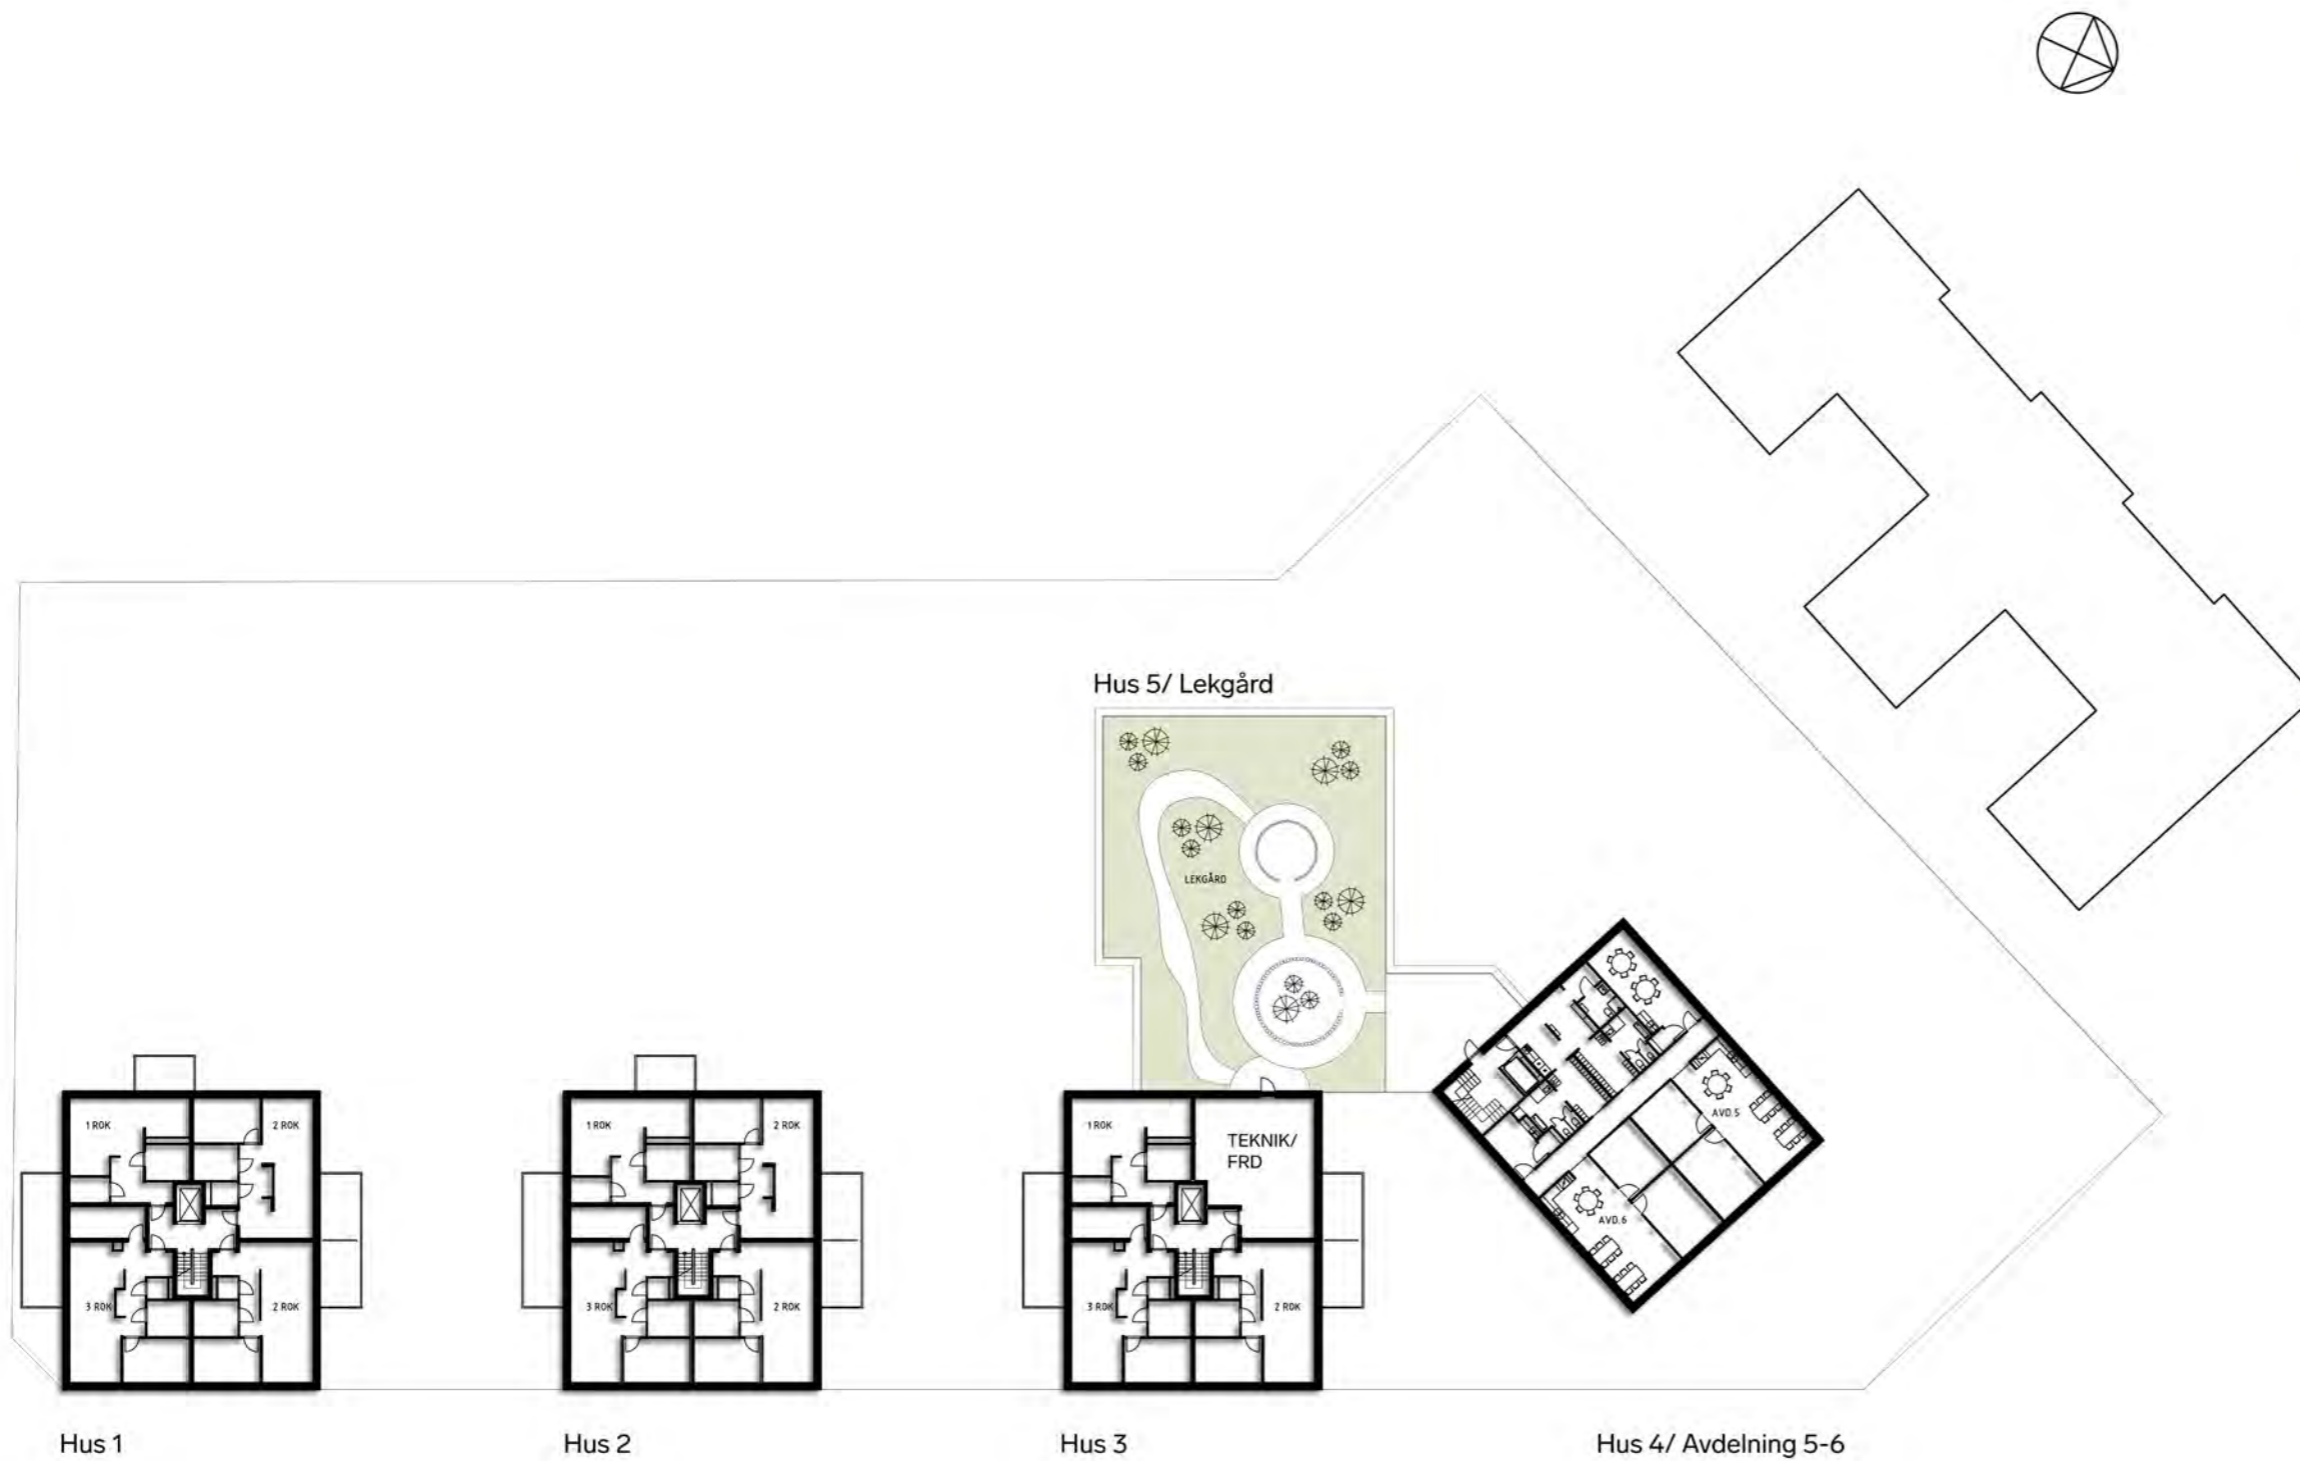 Hus 5/ Lekgård
LEKGÅRD
1 ROK
2 ROK
3 ROK
2 ROK
1 ROK
2 ROK
3 ROK
2 ROK
1 ROK
TEKNIK/
FRD
3 ROK
2 ROK
AVD.5
AVD.6
Hus 1
Hus 2
Hus 3
Hus 4/ Avdelning 5-6